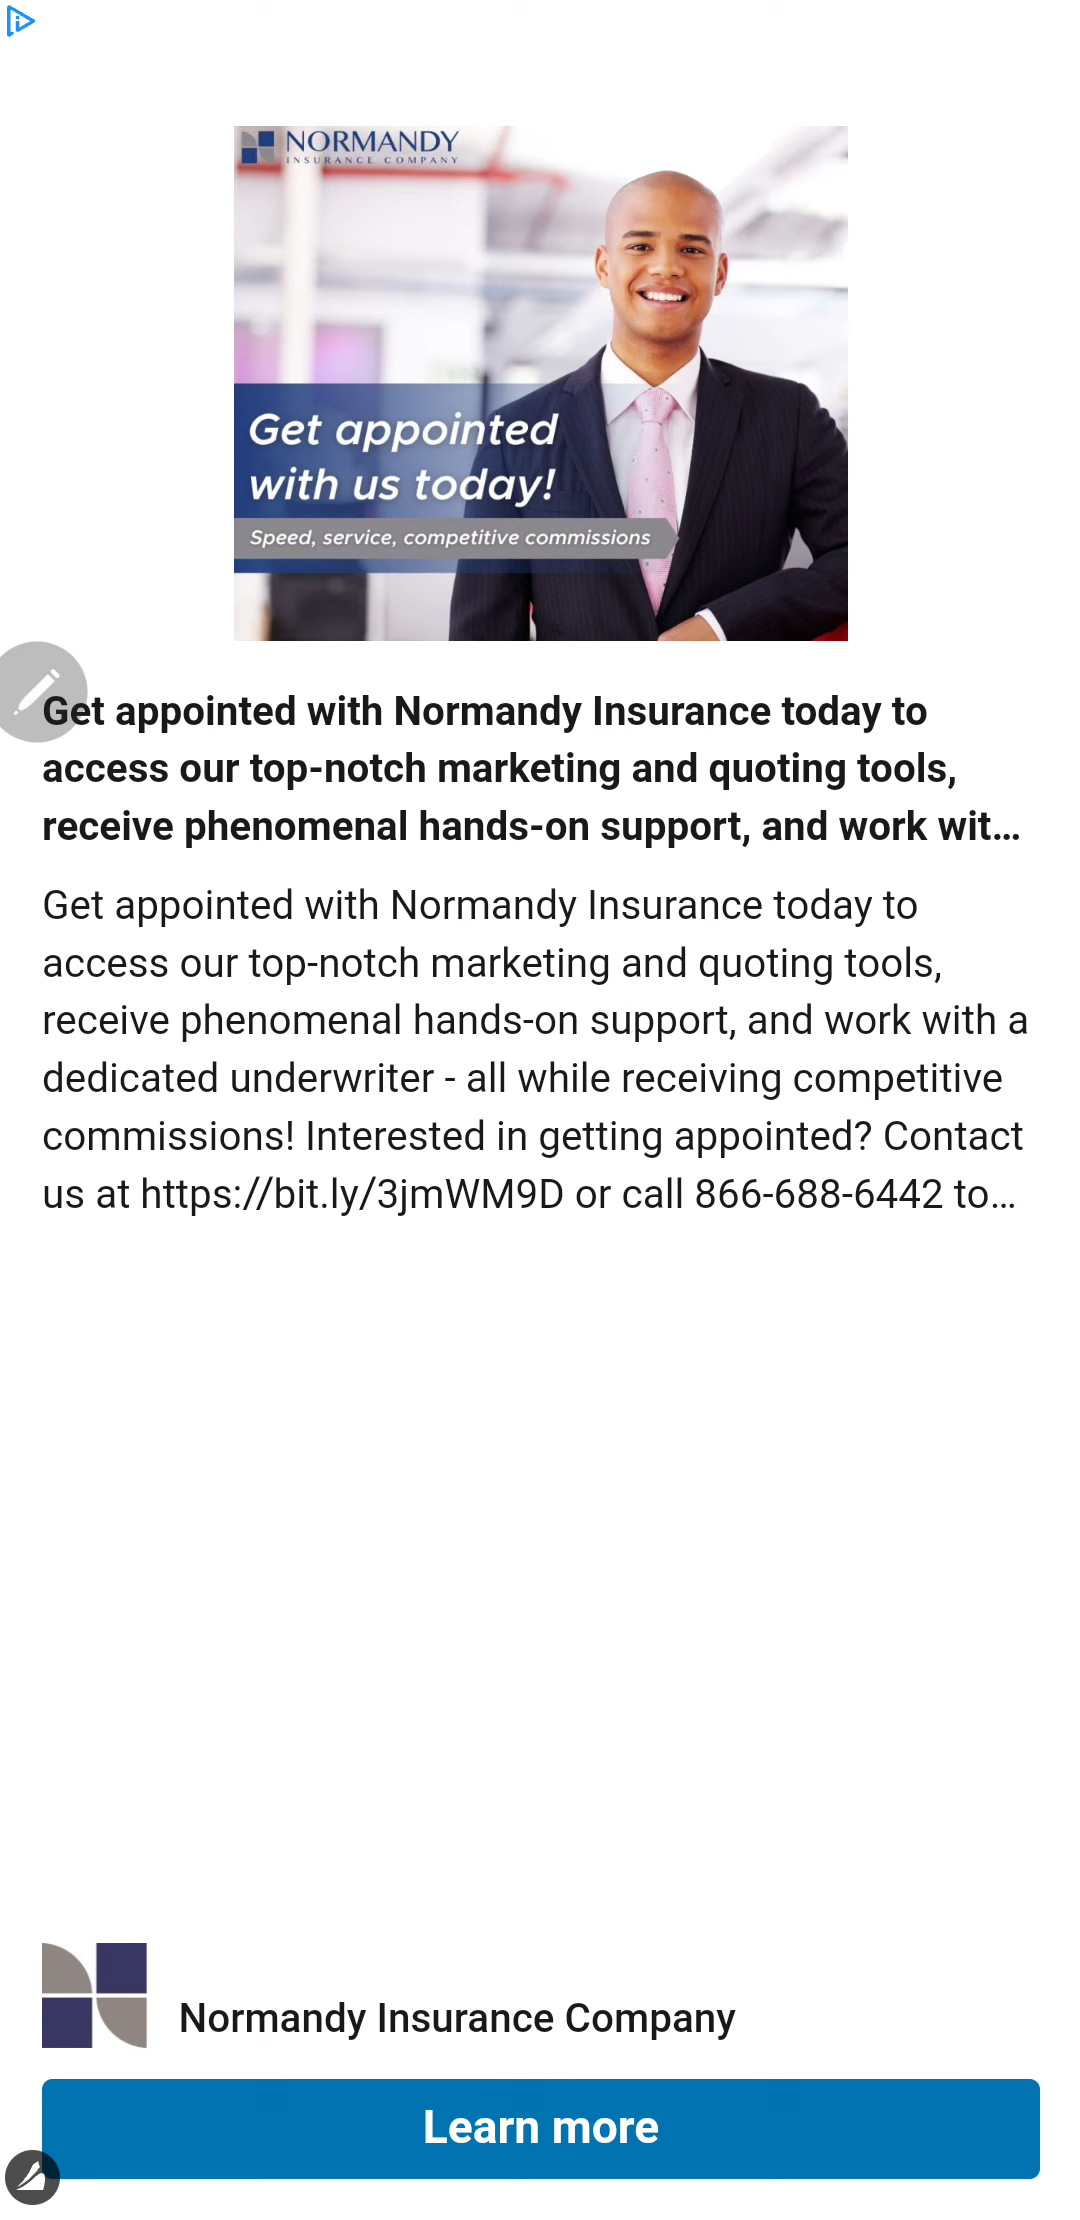 NORMANDY
INSURANCE COMPANY
Get appointed
with us today!
Speed, service, competitive commissions
Get appointed with Normandy Insurance today to
access our top-notch marketing and quoting tools,
receive phenomenal hands-on support, and work wit...
Get appointed with Normandy Insurance today to
access our top-notch marketing and quoting tools,
receive phenomenal hands-on support, and work with a
dedicated underwriter - all while receiving competitive
commissions! Interested in getting appointed? Contact
us at https://bit.ly/3jmWM9D or call 866-688-6442 to...
Normandy Insurance Company
Learn more